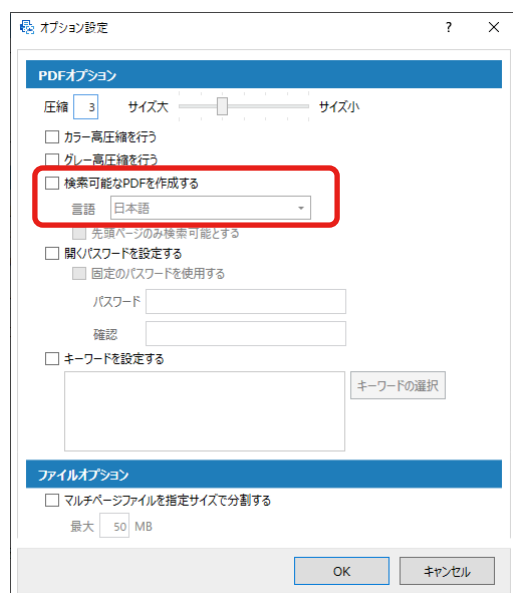 オプション設定 ? ×
PDFオプション
圧縮 3 サイズ大 サイズ小
カラー高圧縮を行う
グレー高圧縮を行う
検索可能なPDFを作成する
言語 日本語
先頭ページのみ検索可能とする
開くパスワードを設定する
固定のパスワードを使用する
パスワード
確認
キーワードを設定する
キーワードの選択
ファイルオプション
マルチページファイルを指定サイズで分割する
最大 50 MB
OK キャンセル